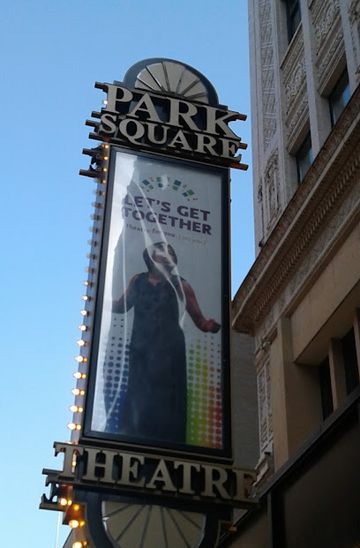 PARK
SQUARE
LET'S GET
TOGETHER
THEATRE